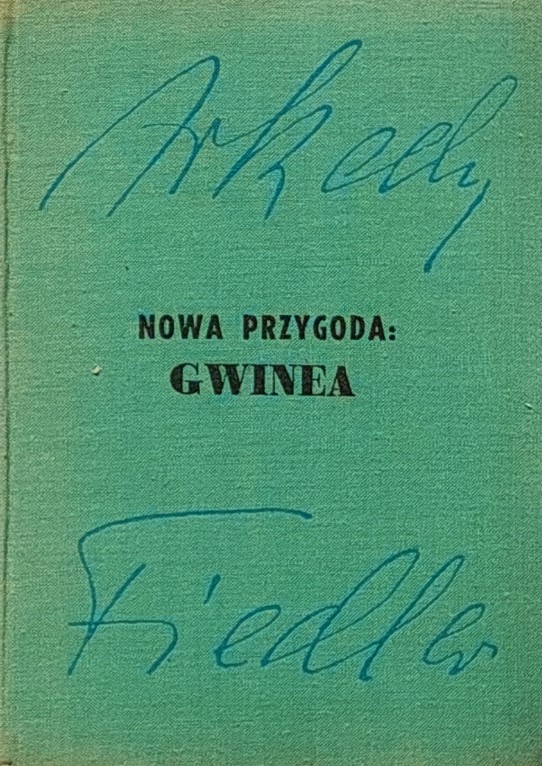 Arkady
NOWA PRZYGODA:
GWINEA
Fiedler